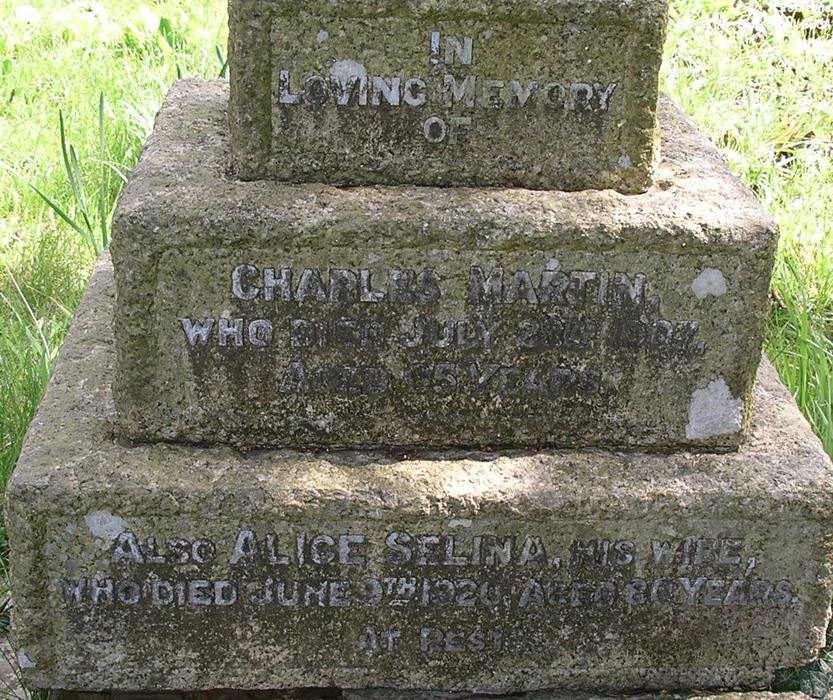 IN
LOVING MEMORY
OF
CHARLES MARTIN,
WHO DIED JULY 1907,
AGED 65 YEARS.
ALSO ALICE SELINA, HIS WIFE,
WHO DIED JUNE 9TH 1920, AGED 80 YEARS.
AT REST.